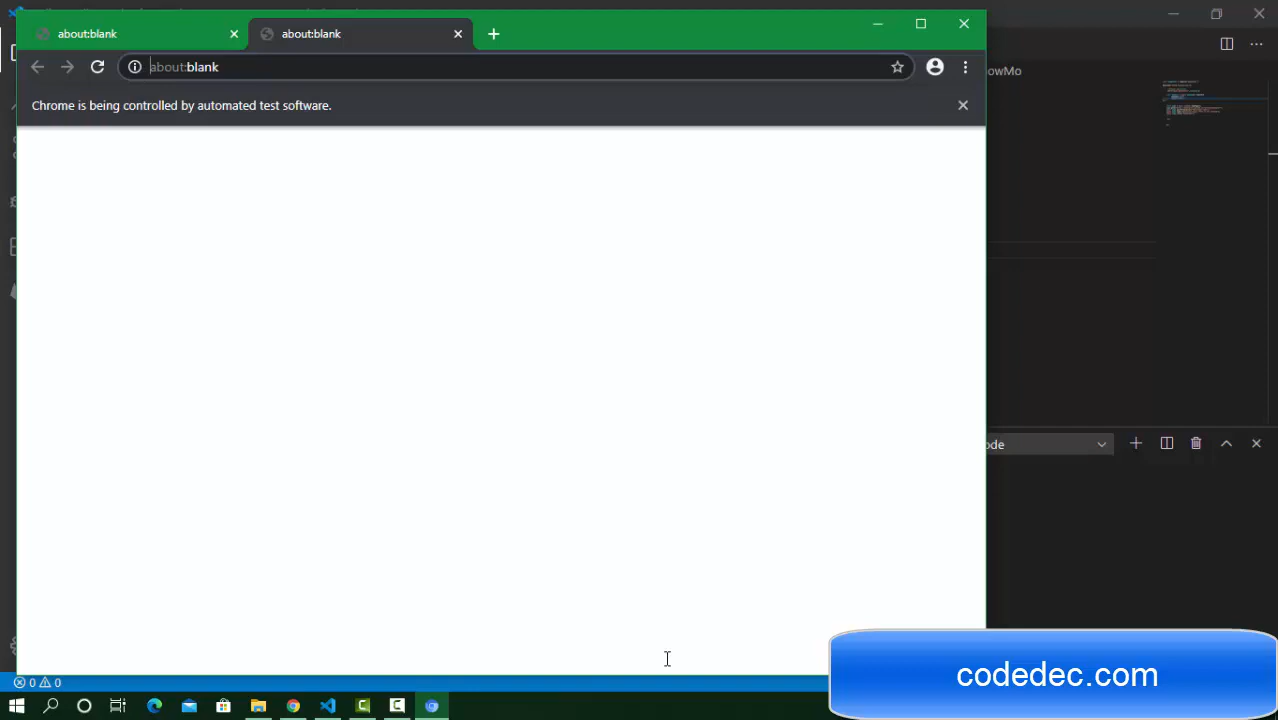 about:blank
about:blank
about:blank
Chrome is being controlled by automated test software.
owMo
ode
0 0
codedec.com